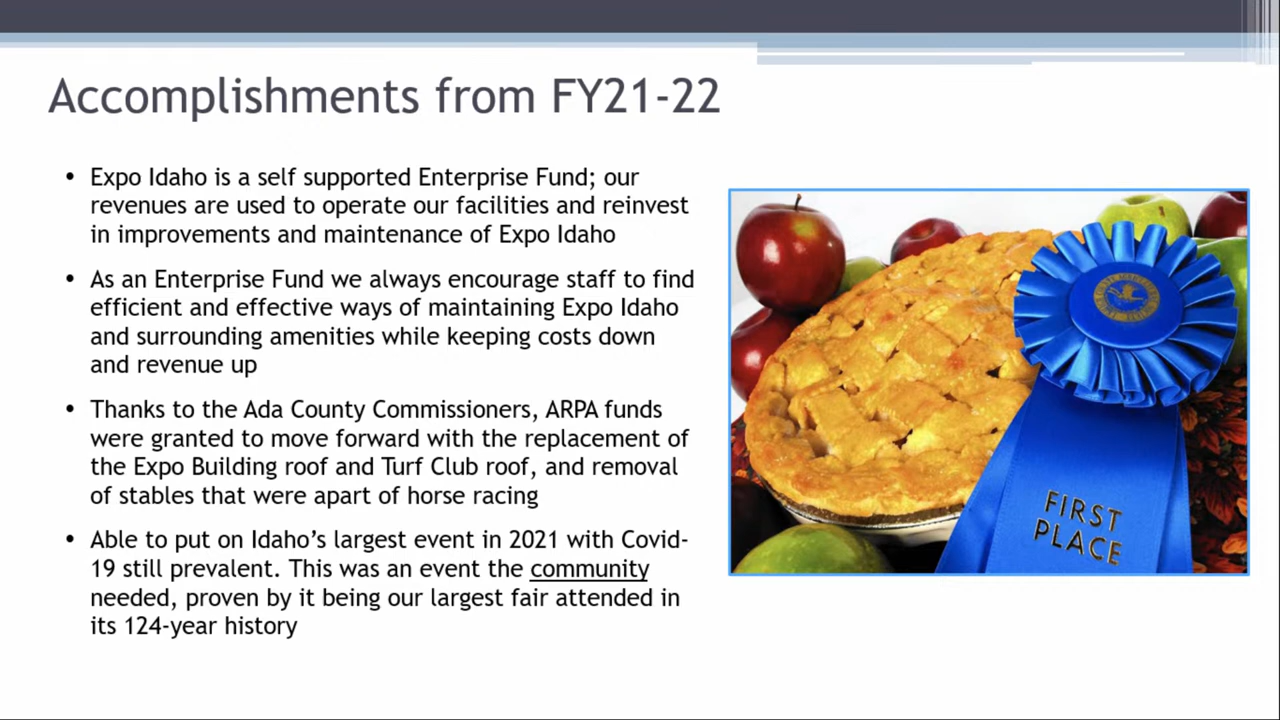 Accomplishments from FY21-22
• Expo Idaho is a self supported Enterprise Fund; our
revenues are used to operate our facilities and reinvest
in improvements and maintenance of Expo Idaho
• As an Enterprise Fund we always encourage staff to find
efficient and effective ways of maintaining Expo Idaho
and surrounding amenities while keeping costs down
and revenue up
• Thanks to the Ada County Commissioners, ARPA funds
were granted to move forward with the replacement of
the Expo Building roof and Turf Club roof, and removal
of stables that were apart of horse racing
• Able to put on Idaho’s largest event in 2021 with Covid-
19 still prevalent. This was an event the community
needed, proven by it being our largest fair attended in
its 124-year history
FIRST
PLACE